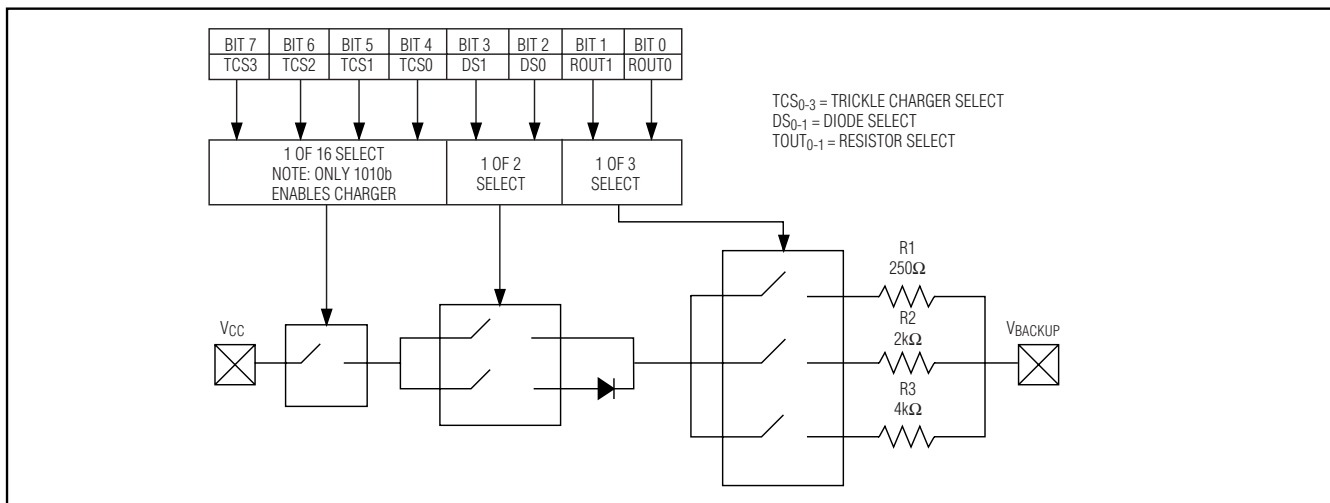 BIT 7 BIT 6 BIT 5 BIT 4 BIT 3 BIT 2 BIT 1 BIT 0
TCS3 TCS2 TCS1 TCS0 DS1 DS0 ROUT1 ROUT0
TCS0-3 = TRICKLE CHARGER SELECT
DS0-1 = DIODE SELECT
TOUT0-1 = RESISTOR SELECT
1 OF 16 SELECT
NOTE: ONLY 1010b
ENABLES CHARGER
1 OF 2
SELECT
1 OF 3
SELECT
R1
250Ω
R2
2kΩ
R3
4kΩ
VCC
VBACKUP